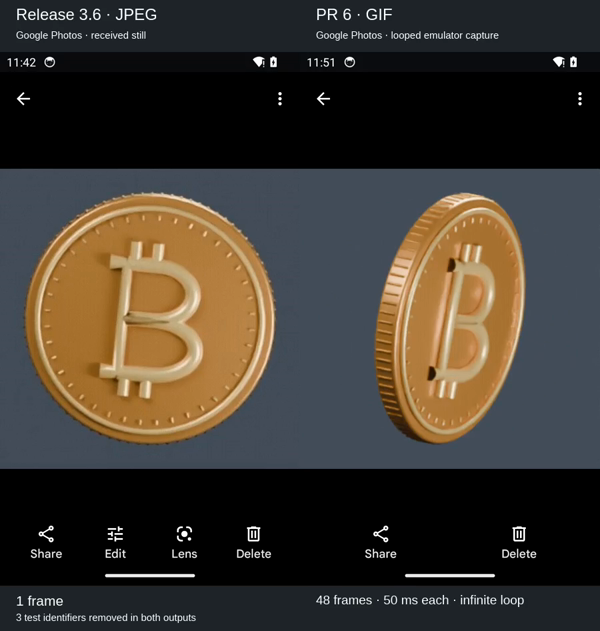 Release 3.6 · JPEG
Google Photos · received still
11:42
Share Edit Lens Delete
1 frame
3 test identifiers removed in both outputs
PR 6 · GIF
Google Photos · looped emulator capture
11:51
Share Delete
48 frames · 50 ms each · infinite loop